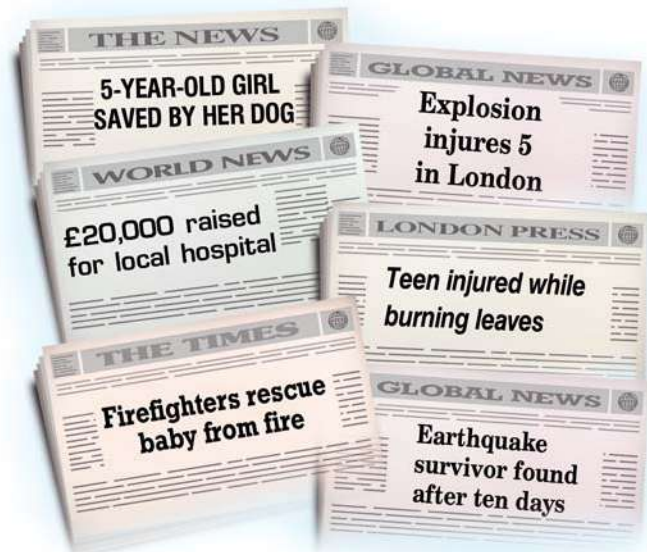 THE NEWS
5-YEAR-OLD GIRL
SAVED BY HER DOG
GLOBAL NEWS
Explosion
injures 5
in London
WORLD NEWS
£20,000 raised
for local hospital
LONDON PRESS
Teen injured while
burning leaves
THE TIMES
Firefighters rescue
baby from fire
GLOBAL NEWS
Earthquake
survivor found
after ten days